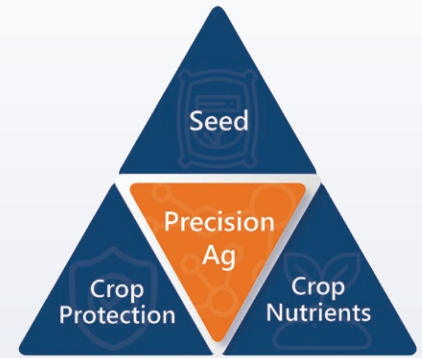 Seed
Precision
Ag
Crop
Protection
Crop
Nutrients